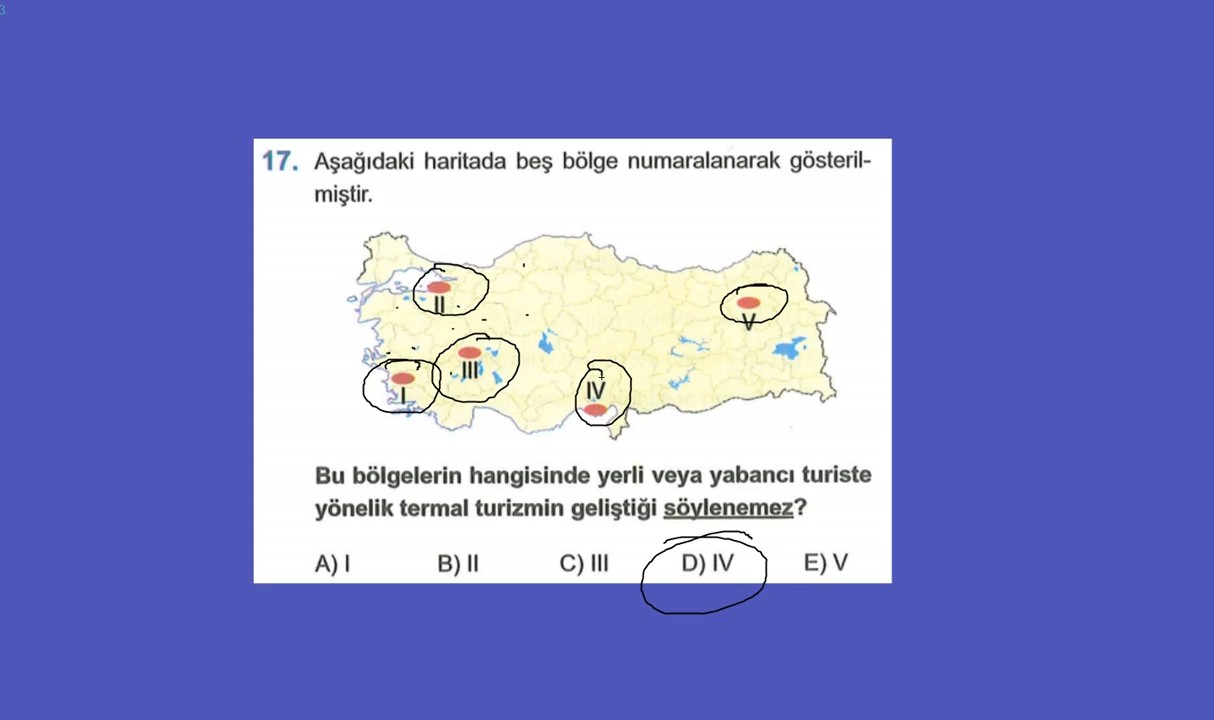 3
17. Aşağıdaki haritada beş bölge numaralanarak gösteril-
miştir.
II
V
III
I
IV
Bu bölgelerin hangisinde yerli veya yabancı turiste
yönelik termal turizmin geliştiği söylenemez?
A) I B) II C) III D) IV E) V